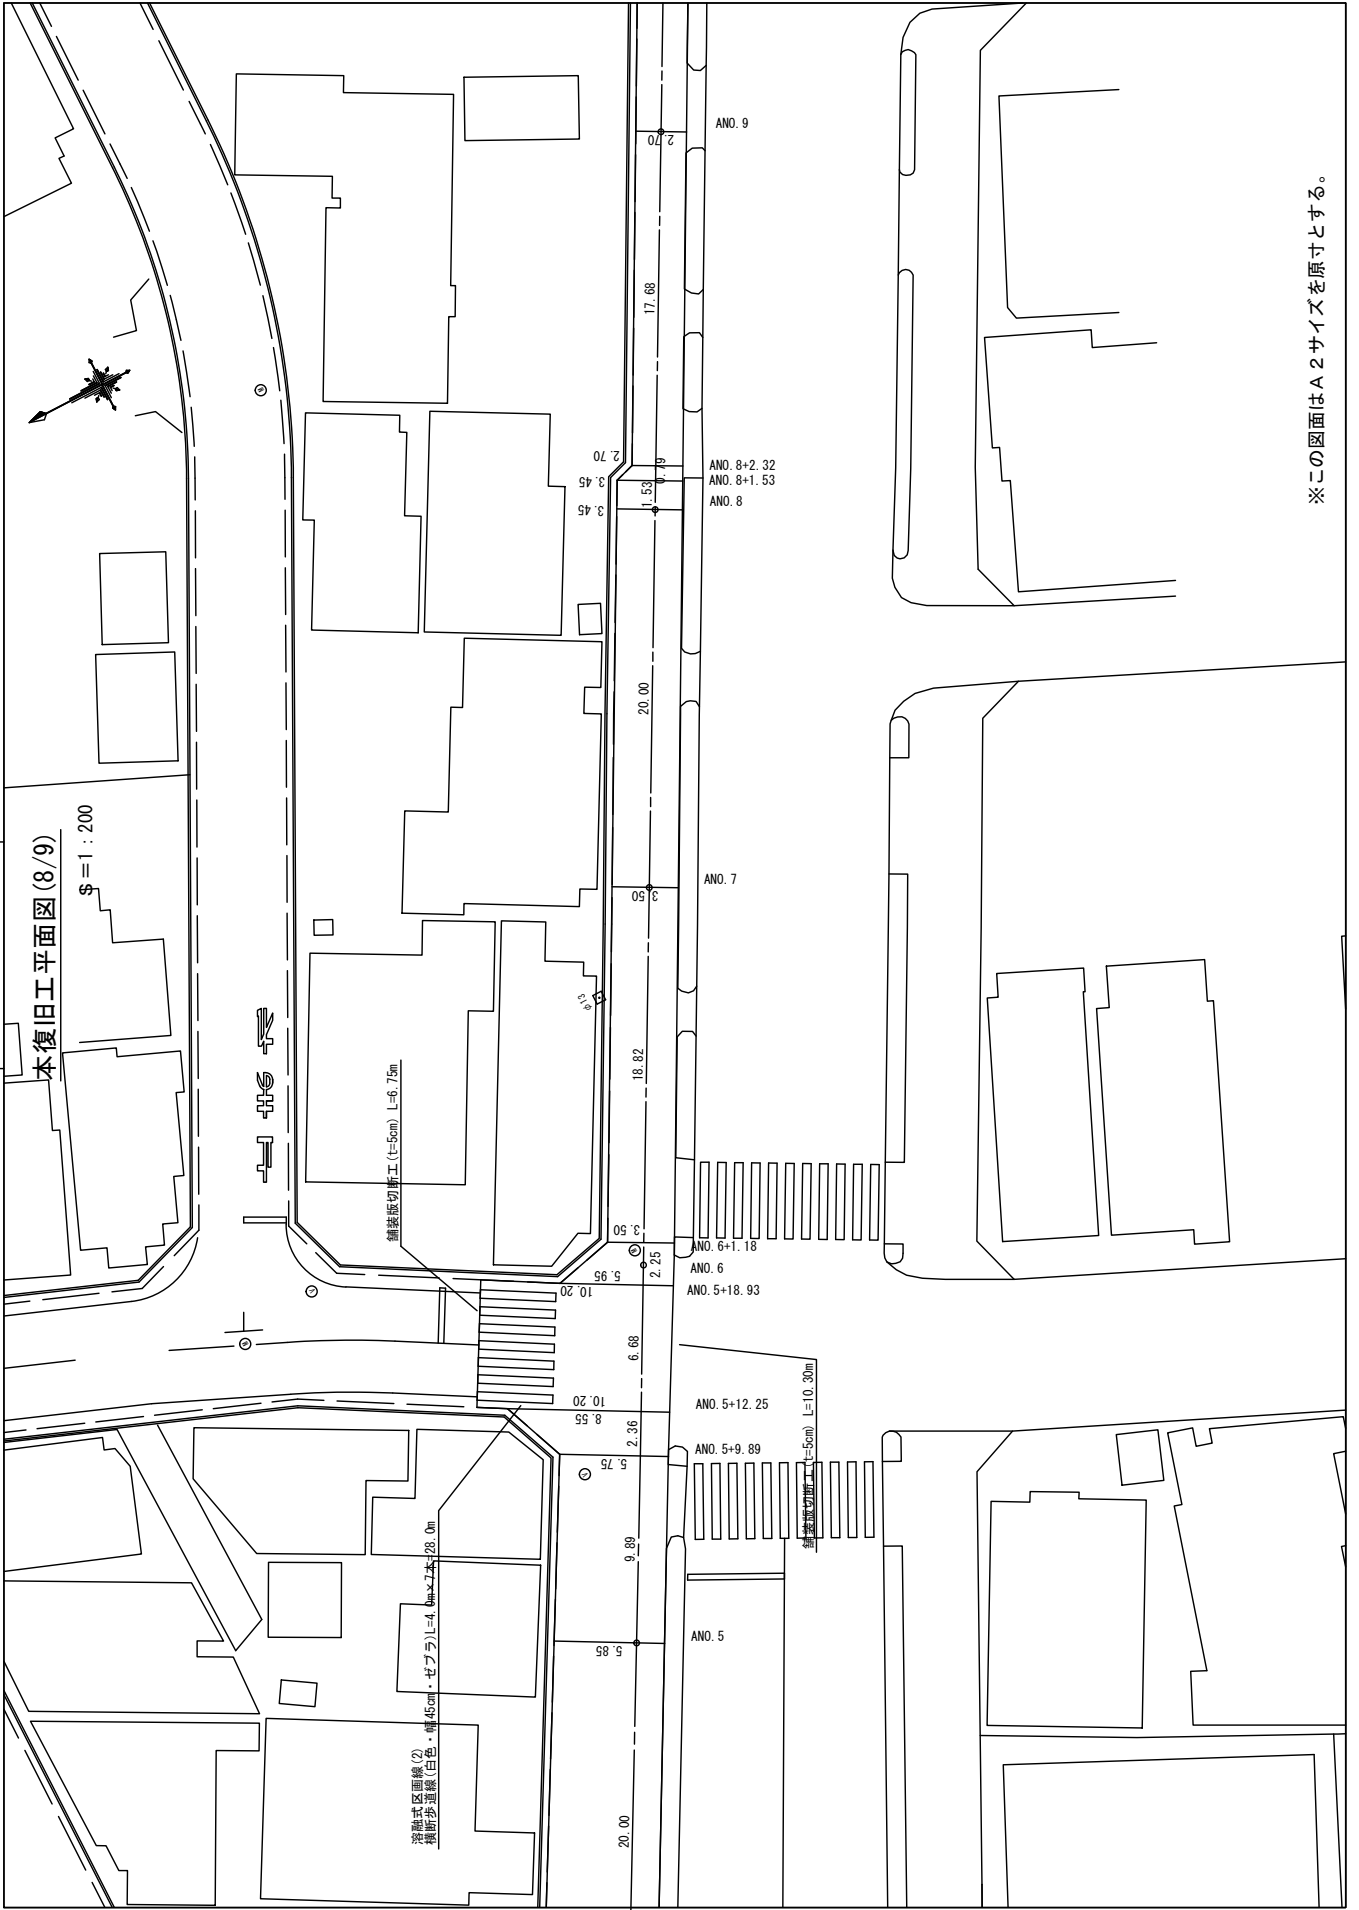 本復旧工平面図(8/9)
S=1:200
※この図面はA2サイズを原寸とする。
ANO. 9
2.70
17.68
2.70
ANO. 8+2.32
0.79
3.45
ANO. 8+1.53
1.53
3.45
ANO. 8
20.00
ANO. 7
3.50
φ13
18.82
舗装版切断工(t=5cm) L=6.75m
止まれ
3.50
ANO. 6+1.18
2.25
ANO. 6
5.95
10.20
ANO. 5+18.93
6.68
舗装版切断工(t=5cm) L=10.30m
10.20
ANO. 5+12.25
8.55
2.36
ANO. 5+9.89
5.75
9.89
溶融式区画線(2)
横断歩道線(白色・幅45cm・ゼブラ)L=4.0m×7本=28.0m
ANO. 5
5.85
20.00